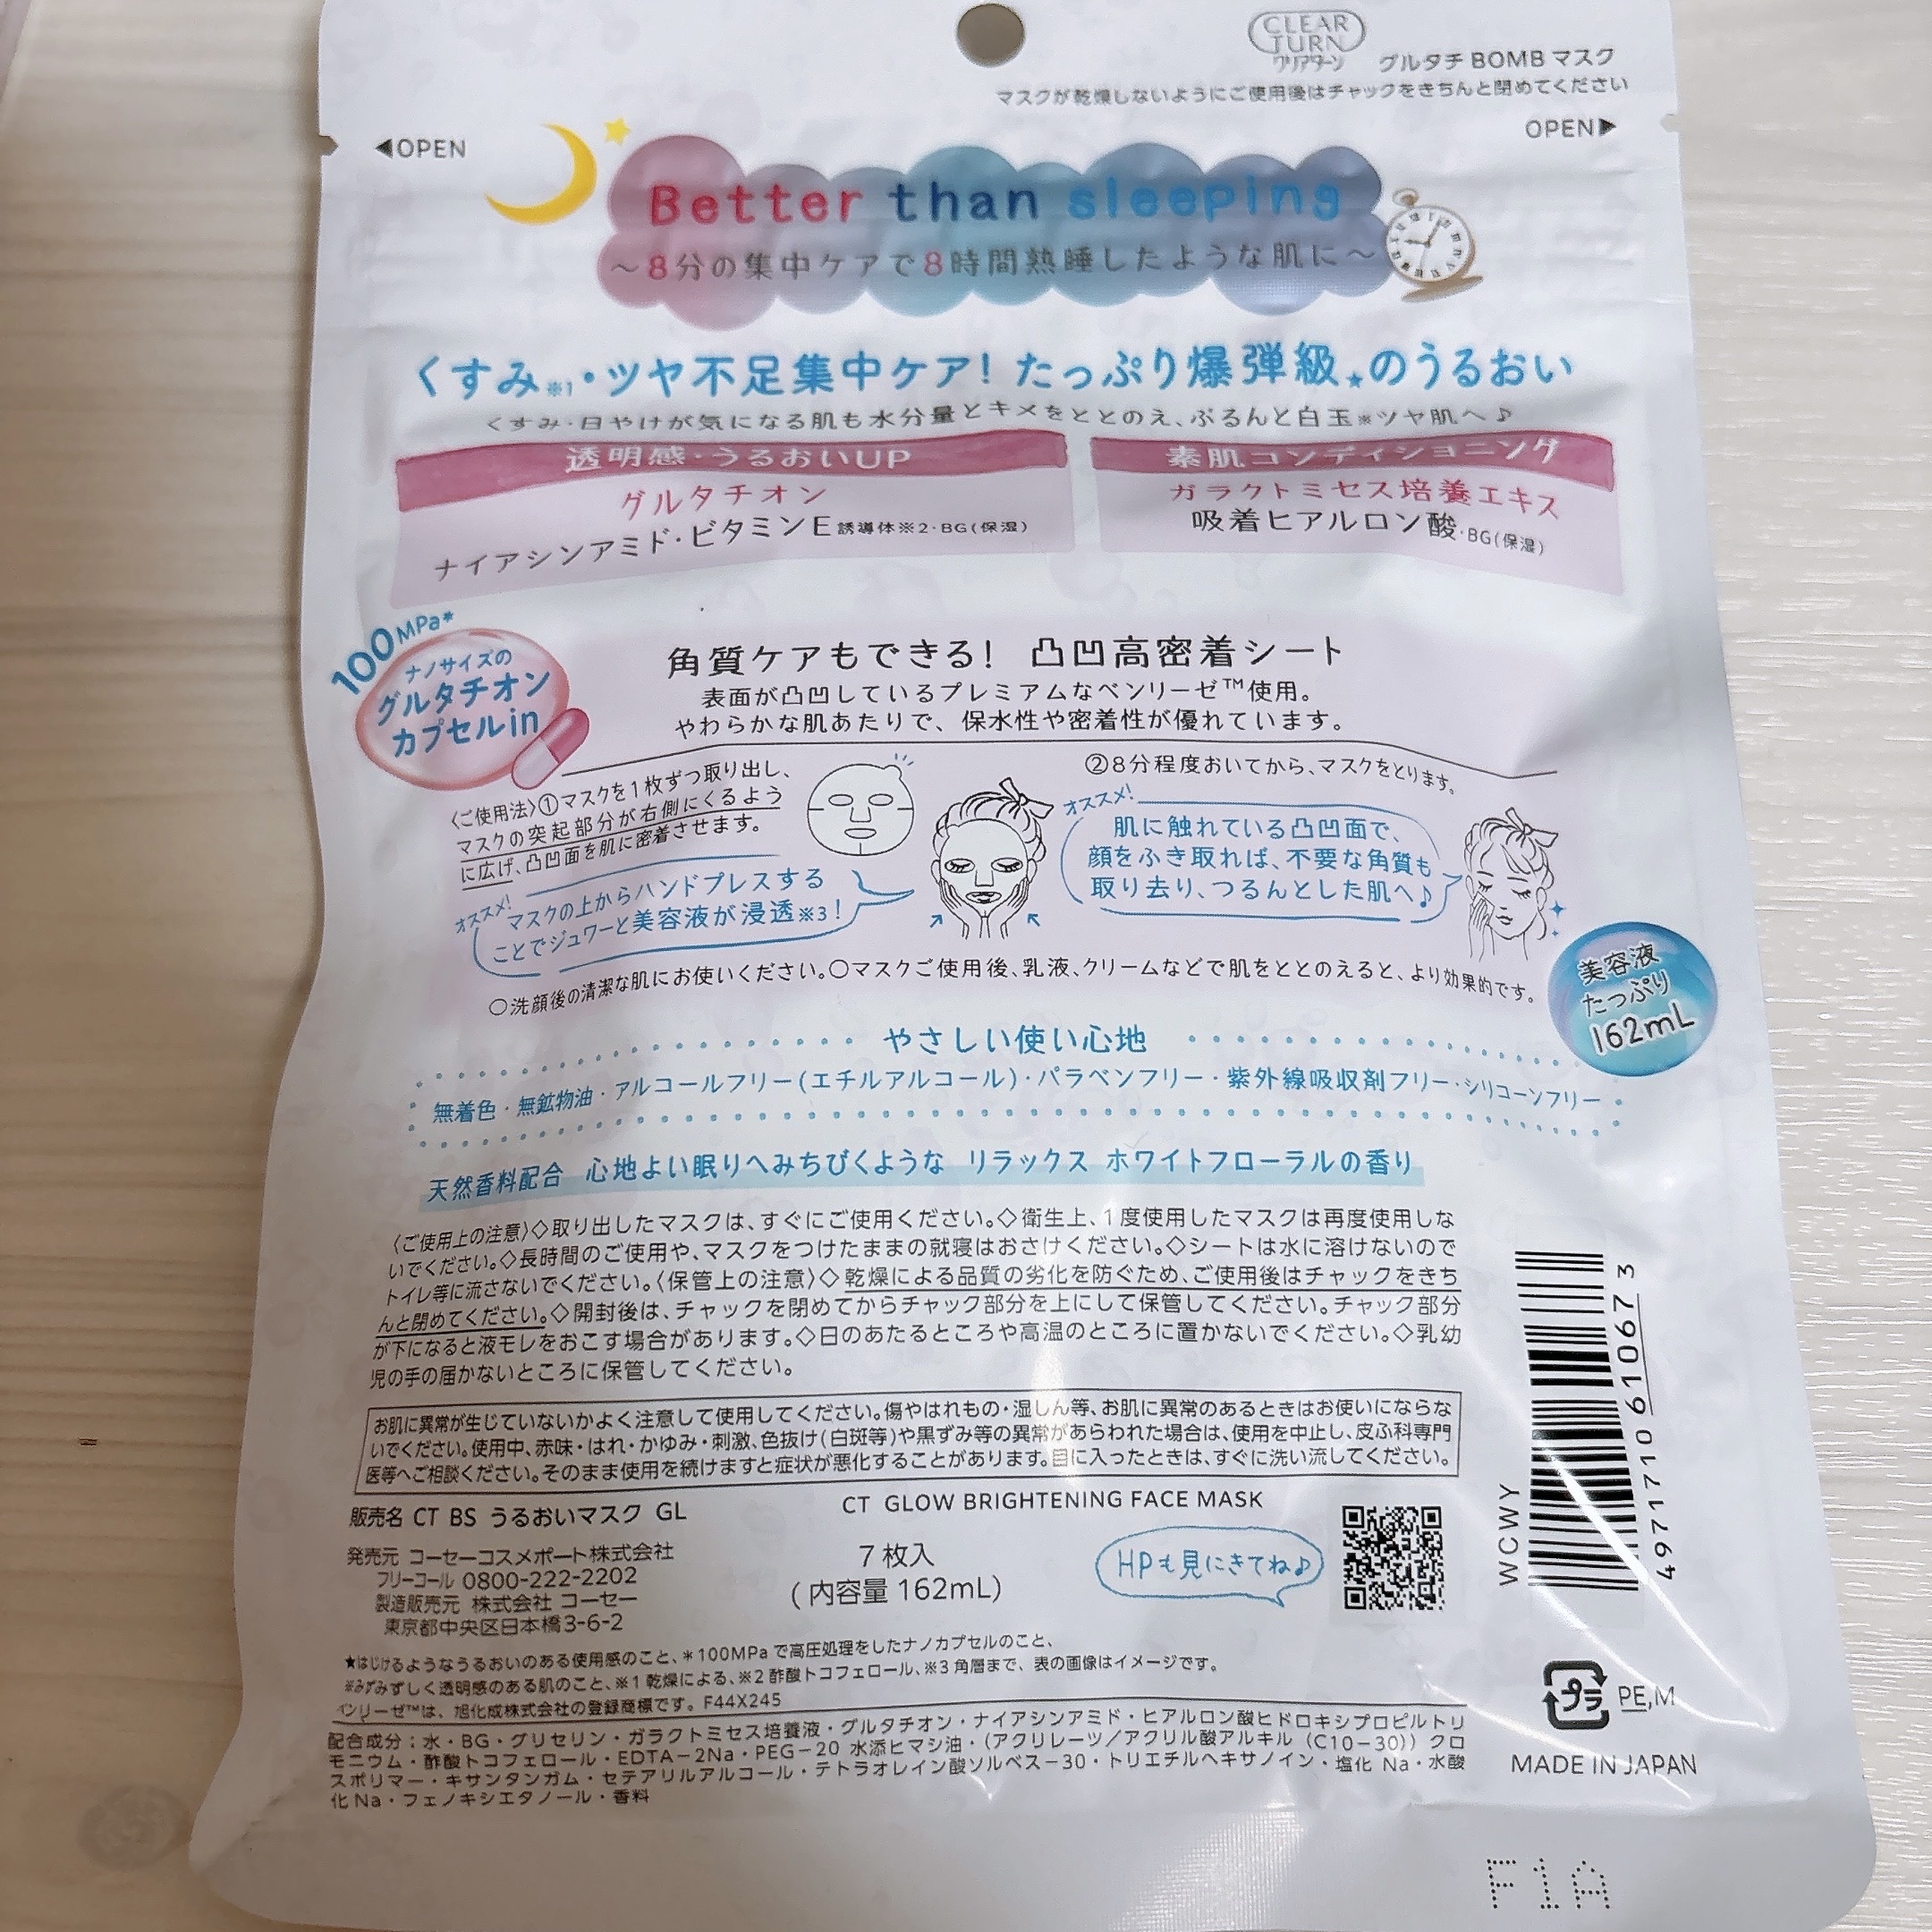 CLEAR
TURN
クリアターン
グルタチBOMBマスク
マスクが乾燥しないようにご使用後はチャックをきちんと閉めてください
◀OPEN
OPEN▶
Better than sleeping
～8分の集中ケアで8時間熟睡したような肌に～
くすみ※1・ツヤ不足集中ケア!たっぷり爆弾級★のうるおい
くすみ・日やけが気になる肌も水分量とキメをととのえ、ぷるんと白玉※ツヤ肌へ♪
透明感・うるおいUP
グルタチオン
ナイアシンアミド・ビタミンE誘導体※2・BG(保湿)
素肌コンディショニング
ガラクトミセス培養エキス
吸着ヒアルロン酸・BG(保湿)
100MPa*
ナノサイズの
グルタチオン
カプセルin
角質ケアもできる! 凸凹高密着シート
表面が凸凹しているプレミアムなベンリーゼ™使用。
やわらかな肌あたりで、保水性や密着性が優れています。
〈ご使用法〉①マスクを1枚ずつ取り出し、
マスクの突起部分が右側にくるよう
に広げ、凸凹面を肌に密着させます。
オススメ!
マスクの上からハンドプレスする
ことでジュワーと美容液が浸透※3!
②8分程度おいてから、マスクをとります。
オススメ!
肌に触れている凸凹面で、
顔をふき取れば、不要な角質も
取り去り、つるんとした肌へ♪
○洗顔後の清潔な肌にお使いください。○マスクご使用後、乳液、クリームなどで肌をととのえると、より効果的です。
美容液
たっぷり
162mL
やさしい使い心地
無着色・無鉱物油・アルコールフリー(エチルアルコール)・パラベンフリー・紫外線吸収剤フリー・シリコーンフリー
天然香料配合 心地よい眠りへみちびくような リラックス ホワイトフローラルの香り
〈ご使用上の注意〉◇取り出したマスクは、すぐにご使用ください。◇衛生上、1度使用したマスクは再度使用しな
いでください。◇長時間のご使用や、マスクをつけたままの就寝はおさけください。◇シートは水に溶けないので
トイレ等に流さないでください。〈保管上の注意〉◇乾燥による品質の劣化を防ぐため、ご使用後はチャックをきち
んと閉めてください。◇開封後は、チャックを閉めてからチャック部分を上にして保管してください。チャック部分
が下になると液モレをおこす場合があります。◇日のあたるところや高温のところに置かないでください。◇乳幼
児の手の届かないところに保管してください。
お肌に異常が生じていないかよく注意して使用してください。傷やはれもの・湿しん等、お肌に異常のあるときはお使いにならな
いでください。使用中、赤味・はれ・かゆみ・刺激、色抜け(白斑等)や黒ずみ等の異常があらわれた場合は、使用を中止し、皮ふ科専門
医等へご相談ください。そのまま使用を続けますと症状が悪化することがあります。目に入ったときは、すぐに洗い流してください。
販売名 CT BS うるおいマスク GL
CT GLOW BRIGHTENING FACE MASK
発売元 コーセーコスメポート株式会社
フリーコール 0800-222-2202
製造販売元 株式会社 コーセー
東京都中央区日本橋3-6-2
7枚入
(内容量 162mL)
HPも見にきてね♪
WCWY
4 971710 610673
★はじけるようなうるおいのある使用感のこと、*100MPaで高圧処理をしたナノカプセルのこと、
※みずみずしく透明感のある肌のこと、※1乾燥による、※2酢酸トコフェロール、※3角層まで、表の画像はイメージです。
ベンリーゼ™は、旭化成株式会社の登録商標です。F44X245
配合成分:水・BG・グリセリン・ガラクトミセス培養液・グルタチオン・ナイアシンアミド・ヒアルロン酸ヒドロキシプロピルトリ
モニウム・酢酸トコフェロール・EDTA-2Na・PEG-20 水添ヒマシ油・(アクリレーツ/アクリル酸アルキル(C10-30)) クロ
スポリマー・キサンタンガム・セテアリルアルコール・テトラオレイン酸ソルベス-30・トリエチルヘキサノイン・塩化 Na・水酸
化 Na・フェノキシエタノール・香料
プラ
PE,M
MADE IN JAPAN
F1A